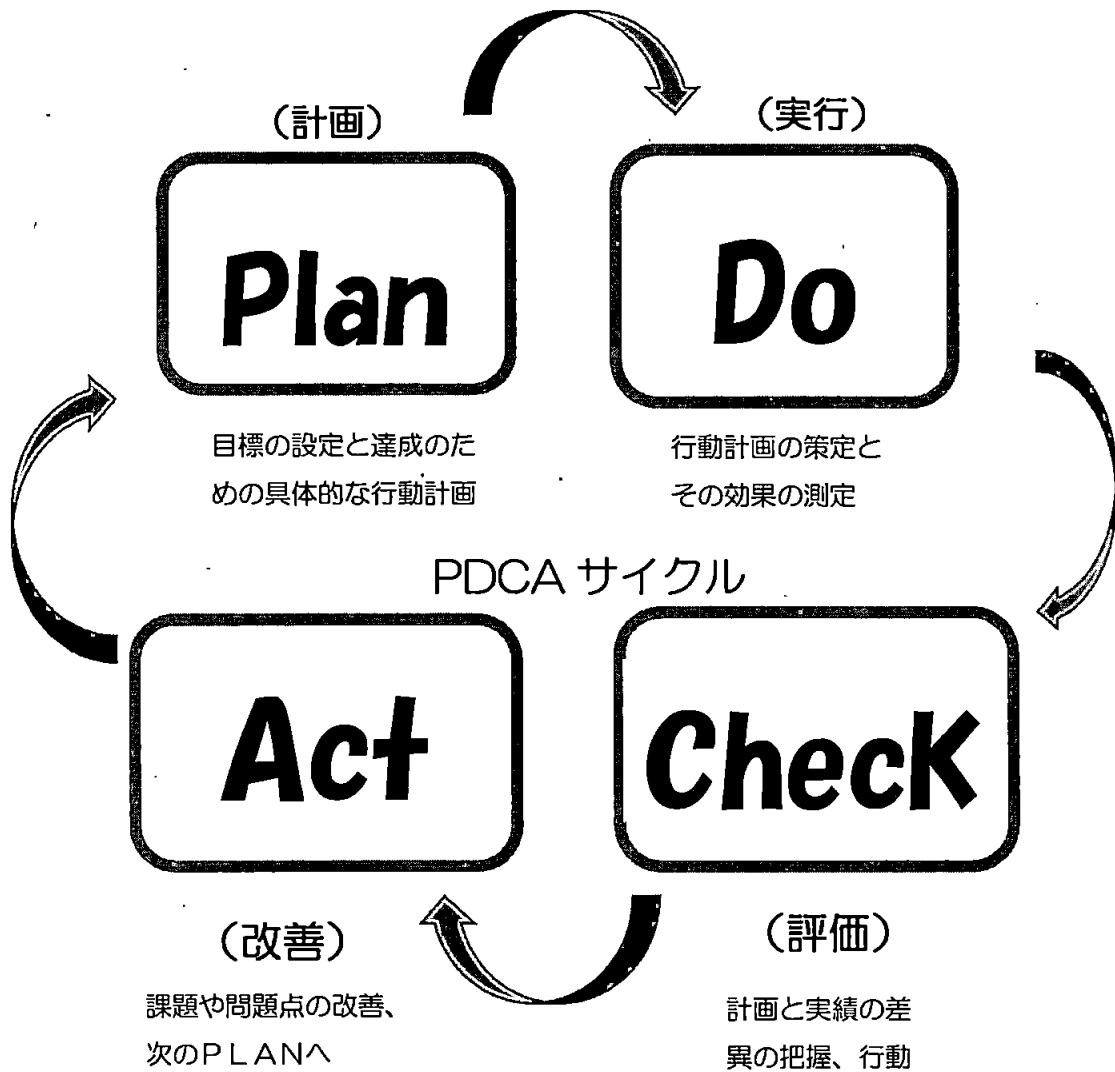 (計画)
Plan
目標の設定と達成のた
めの具体的な行動計画
(実行)
Do
行動計画の策定と
その効果の測定
PDCA サイクル
ChecK
(評価)
計画と実績の差
異の把握、行動
Act
(改善)
課題や問題点の改善、
次のＰＬＡＮへ